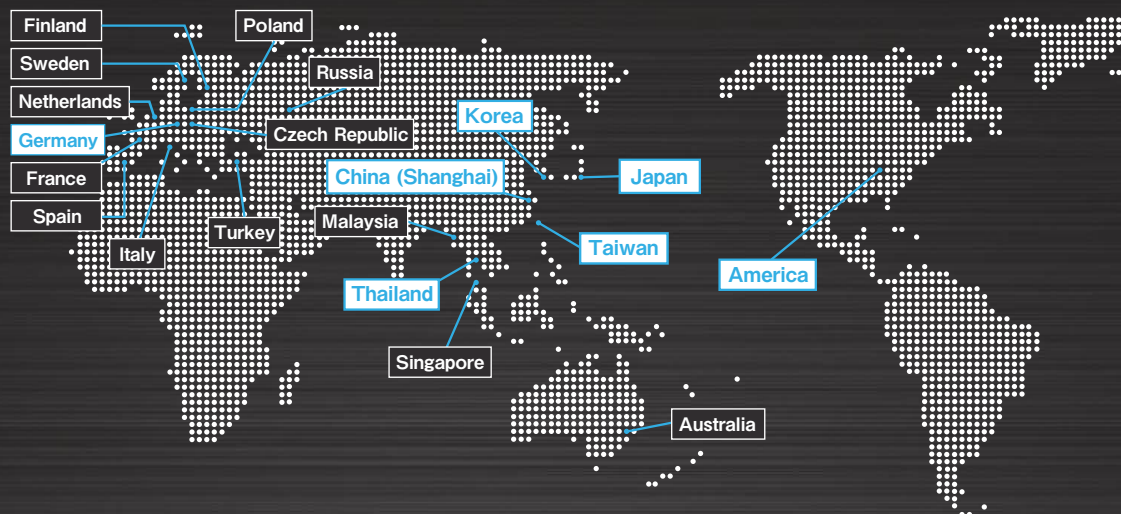 Finland
Poland
Sweden
Russia
Netherlands
Korea
Germany
Czech Republic
France
China (Shanghai)
Japan
Spain
Malaysia
Turkey
Taiwan
Italy
America
Thailand
Singapore
Australia